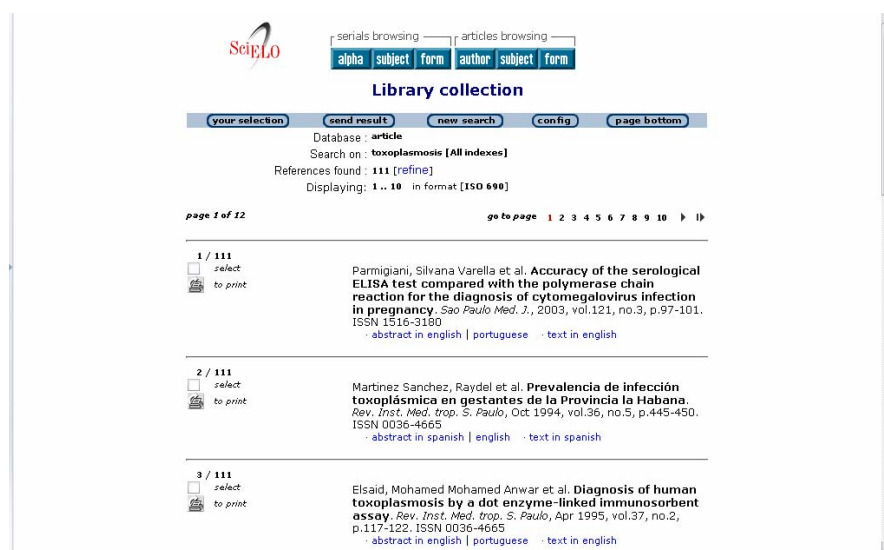 SciELO
serials browsing
articles browsing
alpha subject form author subject form
Library collection
your selection send result new search config page bottom
Database : article
Search on : toxoplasmosis [All indexes]
References found : 111 [refine]
Displaying: 1 .. 10 in format [ISO 690]
page 1 of 12
go to page 1 2 3 4 5 6 7 8 9 10
1 / 111
select
to print
Parmigiani, Silvana Varella et al. Accuracy of the serological
ELISA test compared with the polymerase chain
reaction for the diagnosis of cytomegalovirus infection
in pregnancy. Sao Paulo Med. J., 2003, vol.121, no.3, p.97-101.
ISSN 1516-3180
· abstract in english | portuguese · text in english
2 / 111
select
to print
Martinez Sanchez, Raydel et al. Prevalencia de infección
toxoplásmica en gestantes de la Provincia la Habana.
Rev. Inst. Med. trop. S. Paulo, Oct 1994, vol.36, no.5, p.445-450.
ISSN 0036-4665
· abstract in spanish | english · text in spanish
3 / 111
select
to print
Elsaid, Mohamed Mohamed Anwar et al. Diagnosis of human
toxoplasmosis by a dot enzyme-linked immunosorbent
assay. Rev. Inst. Med. trop. S. Paulo, Apr 1995, vol.37, no.2,
p.117-122. ISSN 0036-4665
· abstract in english | portuguese · text in english